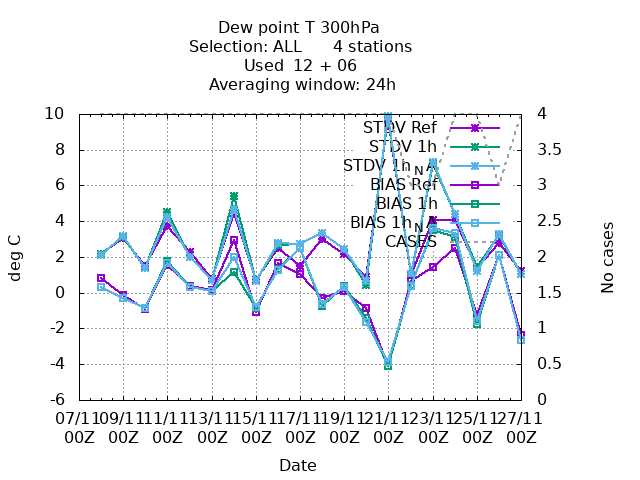 Dew point T 300hPa
Selection: ALL 4 stations
Used 12 + 06
Averaging window: 24h
10
8
6
4
2
0
-2
-4
-6
deg C
4
3.5
3
2.5
2
1.5
1
0.5
0
No cases
STDV Ref
STDV 1h
STDV 1h_NA
BIAS Ref
BIAS 1h
BIAS 1h_NA
CASES
07/11 09/11 11/11 13/11 15/11 17/11 19/11 21/11 23/11 25/11 27/11
00Z 00Z 00Z 00Z 00Z 00Z 00Z 00Z 00Z 00Z 00Z
Date